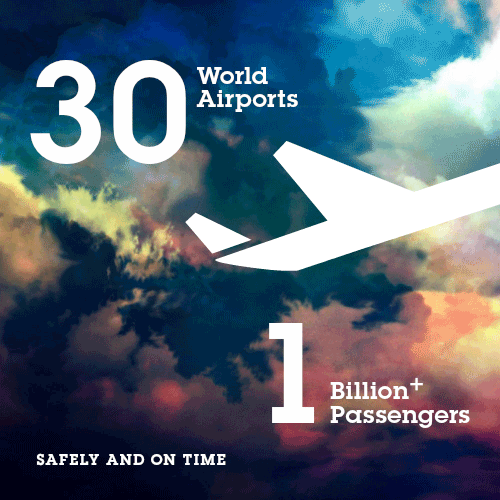 30
World
Airports
1
Billion+
Passengers
SAFELY AND ON TIME